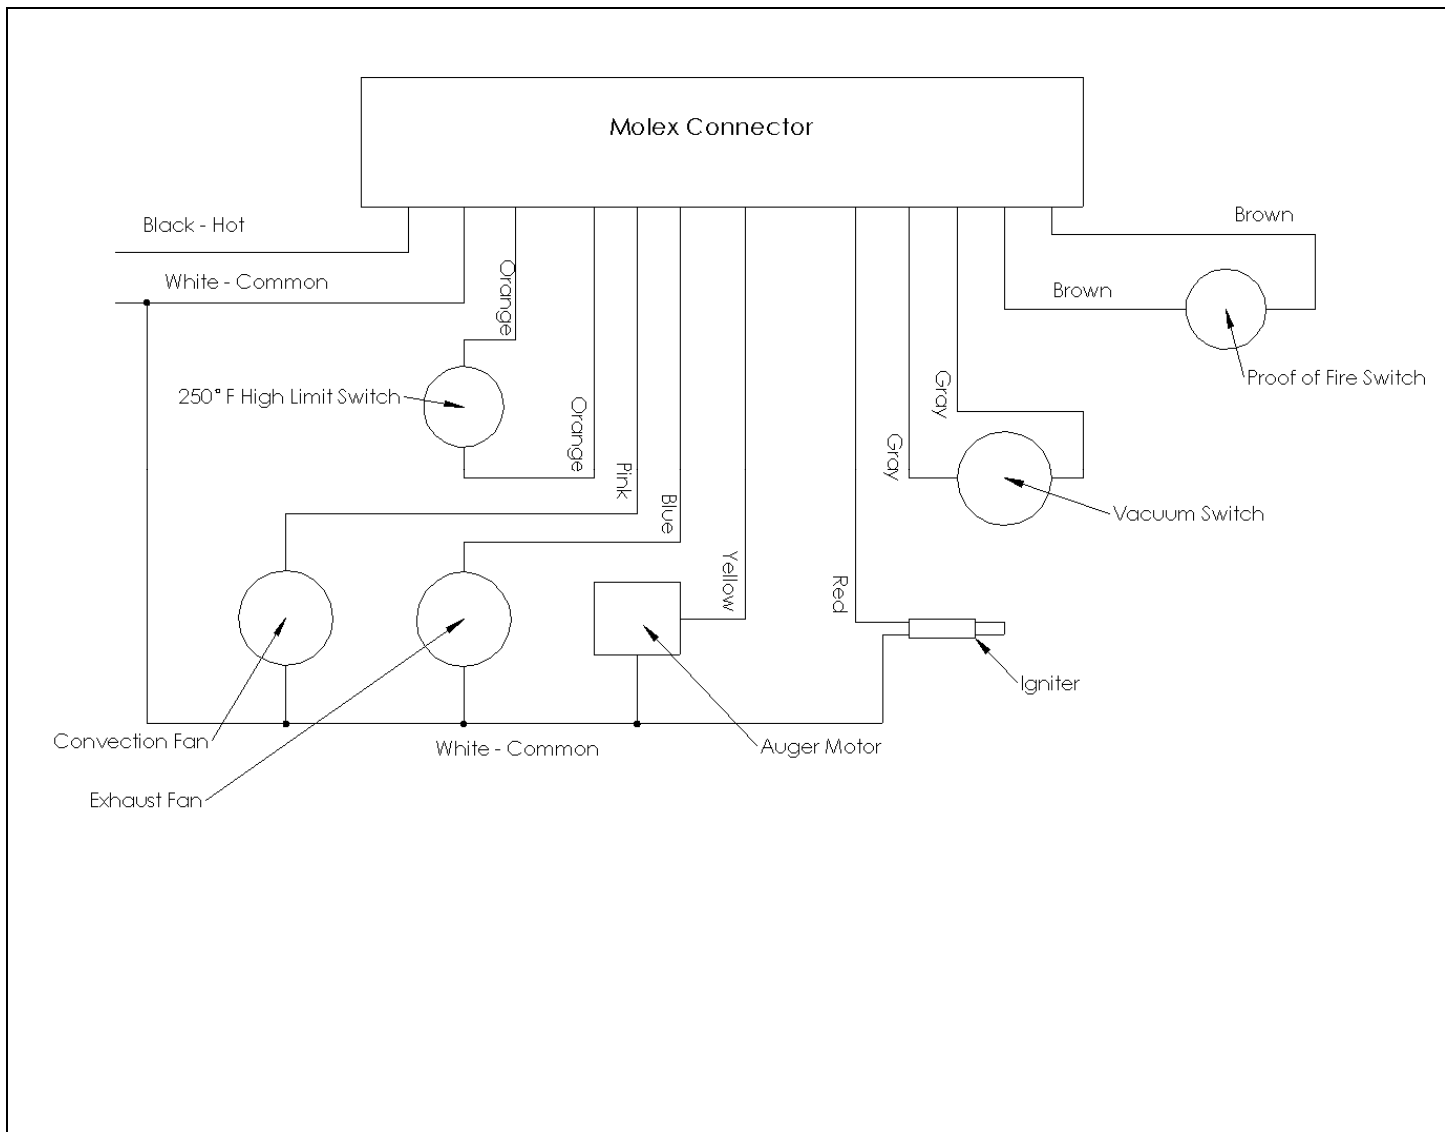 Molex Connector
Black - Hot
Brown
White - Common
Orange
Brown
250°F High Limit Switch
Proof of Fire Switch
Gray
Orange
Gray
Pink
Blue
Vacuum Switch
Yellow
Red
Igniter
Convection Fan
White - Common
Auger Motor
Exhaust Fan